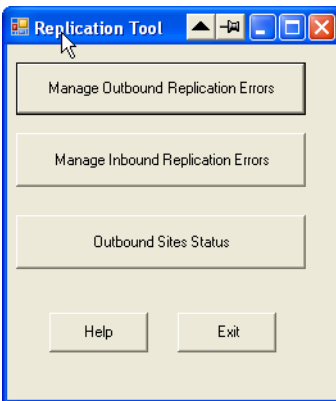 Replication Tool
Manage Outbound Replication Errors
Manage Inbound Replication Errors
Outbound Sites Status
Help Exit